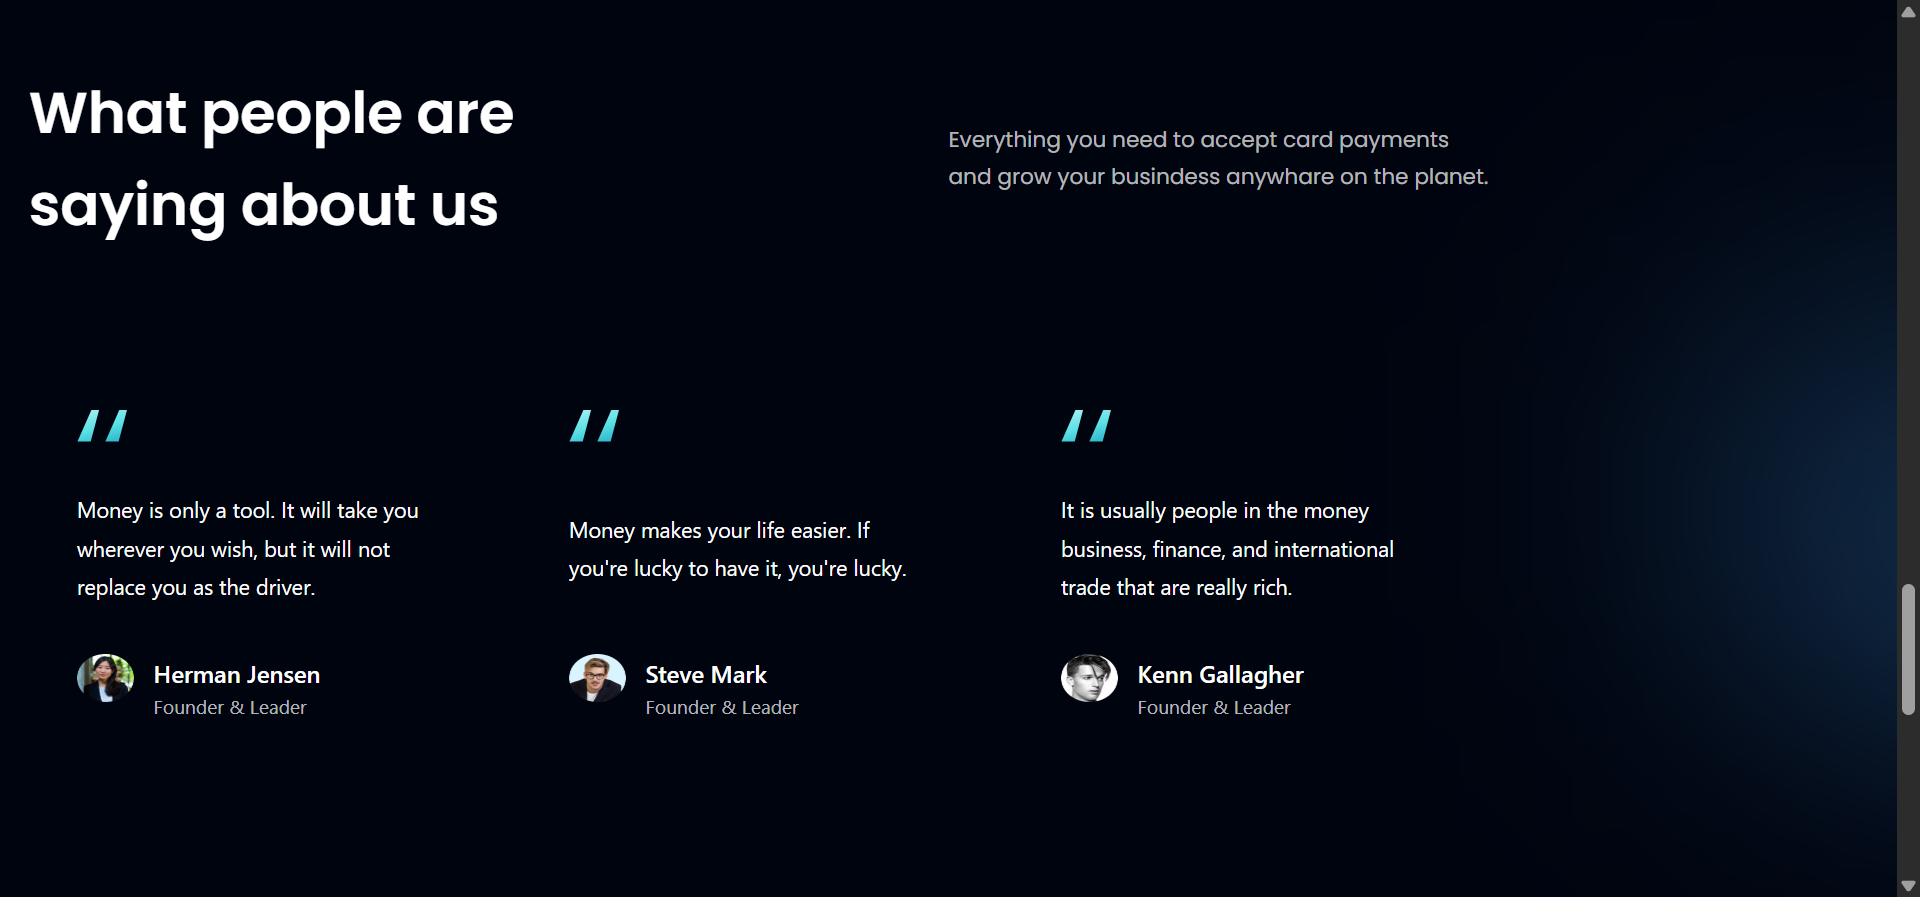 What people are
saying about us
Everything you need to accept card payments
and grow your busindess anywhare on the planet.
Money is only a tool. It will take you
wherever you wish, but it will not
replace you as the driver.
Herman Jensen
Founder & Leader
Money makes your life easier. If
you're lucky to have it, you're lucky.
Steve Mark
Founder & Leader
It is usually people in the money
business, finance, and international
trade that are really rich.
Kenn Gallagher
Founder & Leader